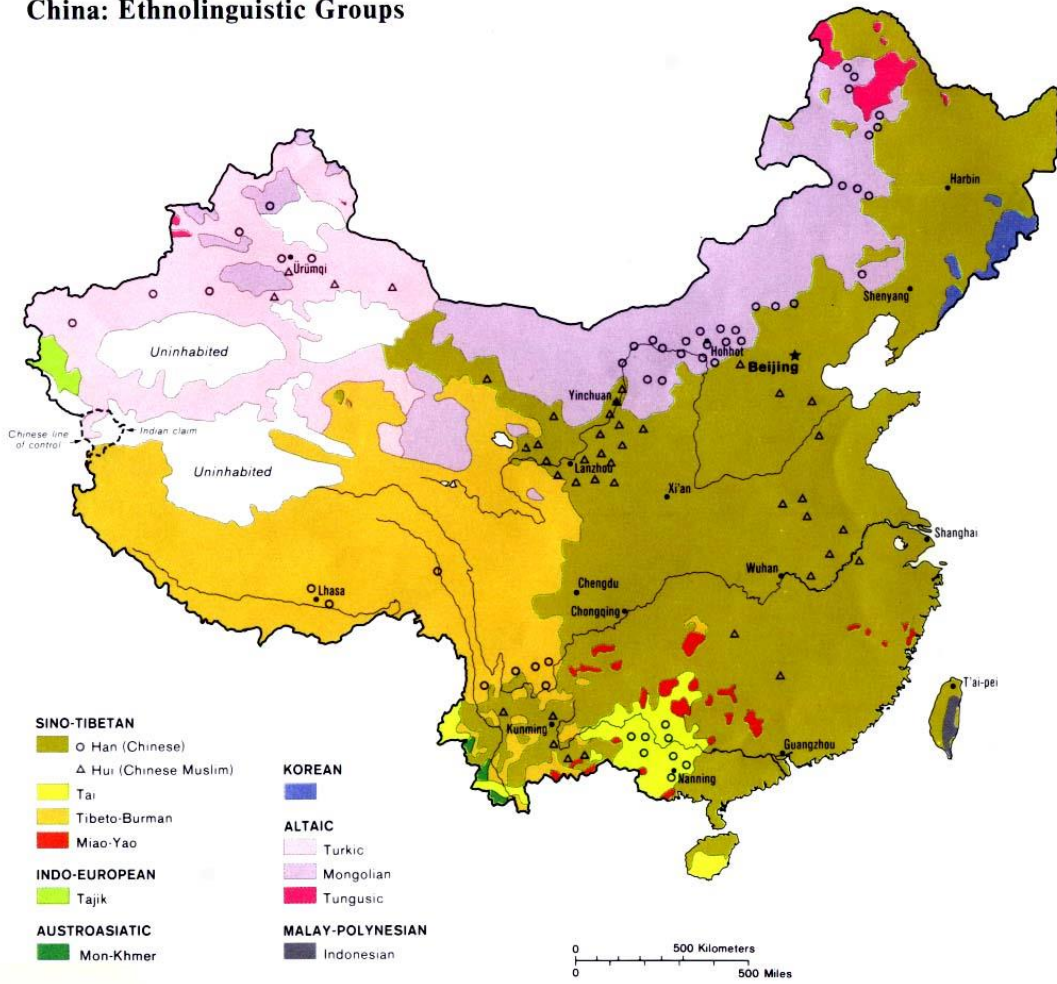 China: Ethnolinguistic Groups
Harbin
Ürümqi
Shenyang
Uninhabited
Hohhot
Beijing
Yinchuan
Chinese line
of control
Indian claim
Uninhabited
Lanzhou
Xi'an
Shanghai
Wuhan
Chengdu
Lhasa
Chongqing
T'ai-pei
Kunming
Guangzhou
Nanning
SINO-TIBETAN
Han (Chinese)
Hui (Chinese Muslim)
Tai
Tibeto-Burman
Miao-Yao
INDO-EUROPEAN
Tajik
AUSTROASIATIC
Mon-Khmer
KOREAN
ALTAIC
Turkic
Mongolian
Tungusic
MALAY-POLYNESIAN
Indonesian
0 500 Kilometers
0 500 Miles